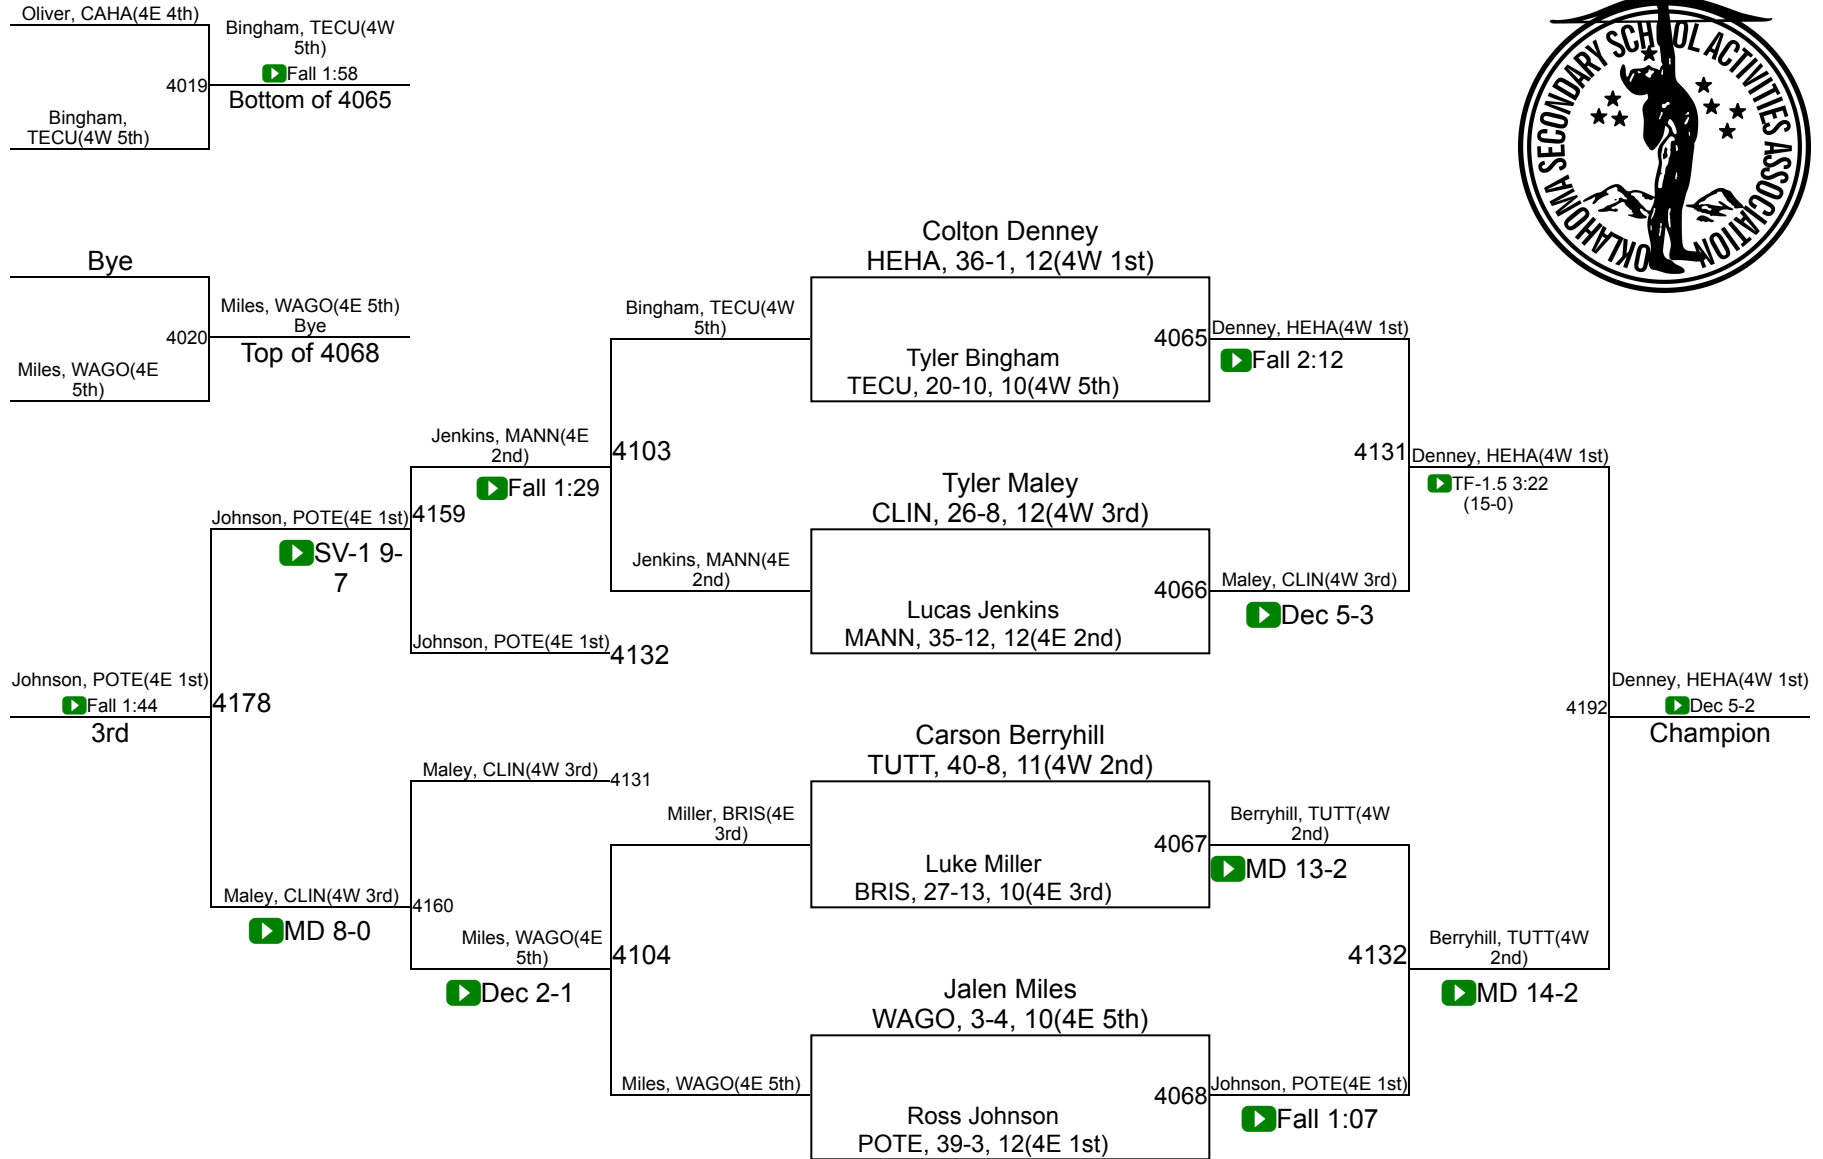 Oliver, CAHA(4E 4th)
Bingham, TECU(4W
5th)
Fall 1:58
4019
Bottom of 4065
Bingham,
TECU(4W 5th)
OKLAHOMA SECONDARY SCHOOL ACTIVITIES ASSOCIATION
Bye
Miles, WAGO(4E 5th)
Bye
4020
Top of 4068
Miles, WAGO(4E
5th)
Colton Denney
HEHA, 36-1, 12(4W 1st)
Bingham, TECU(4W
5th)
4065
Denney, HEHA(4W 1st)
Fall 2:12
Tyler Bingham
TECU, 20-10, 10(4W 5th)
Jenkins, MANN(4E
2nd)
4103
Fall 1:29
4131
Denney, HEHA(4W 1st)
TF-1.5 3:22
(15-0)
Tyler Maley
CLIN, 26-8, 12(4W 3rd)
Johnson, POTE(4E 1st)
4159
SV-1 9-
7
Jenkins, MANN(4E
2nd)
4066
Maley, CLIN(4W 3rd)
Dec 5-3
Lucas Jenkins
MANN, 35-12, 12(4E 2nd)
Johnson, POTE(4E 1st)
4132
Johnson, POTE(4E 1st)
Fall 1:44
4178
3rd
Denney, HEHA(4W 1st)
4192
Dec 5-2
Champion
Carson Berryhill
TUTT, 40-8, 11(4W 2nd)
Maley, CLIN(4W 3rd)
4131
Miller, BRIS(4E
3rd)
4067
Berryhill, TUTT(4W
2nd)
MD 13-2
Luke Miller
BRIS, 27-13, 10(4E 3rd)
Maley, CLIN(4W 3rd)
4160
MD 8-0
Miles, WAGO(4E
5th)
4104
Dec 2-1
4132
Berryhill, TUTT(4W
2nd)
MD 14-2
Jalen Miles
WAGO, 3-4, 10(4E 5th)
Miles, WAGO(4E 5th)
4068
Johnson, POTE(4E 1st)
Fall 1:07
Ross Johnson
POTE, 39-3, 12(4E 1st)